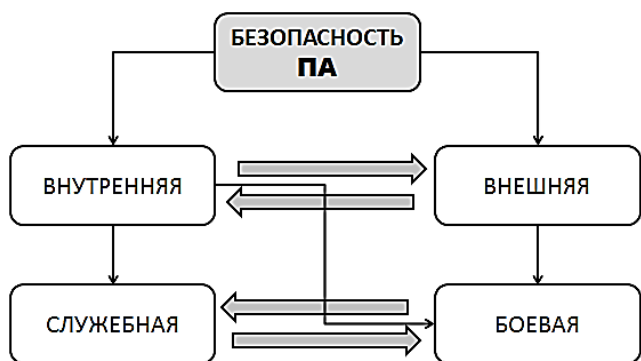 БЕЗОПАСНОСТЬ
ПА
ВНУТРЕННЯЯ
ВНЕШНЯЯ
СЛУЖЕБНАЯ
БОЕВАЯ